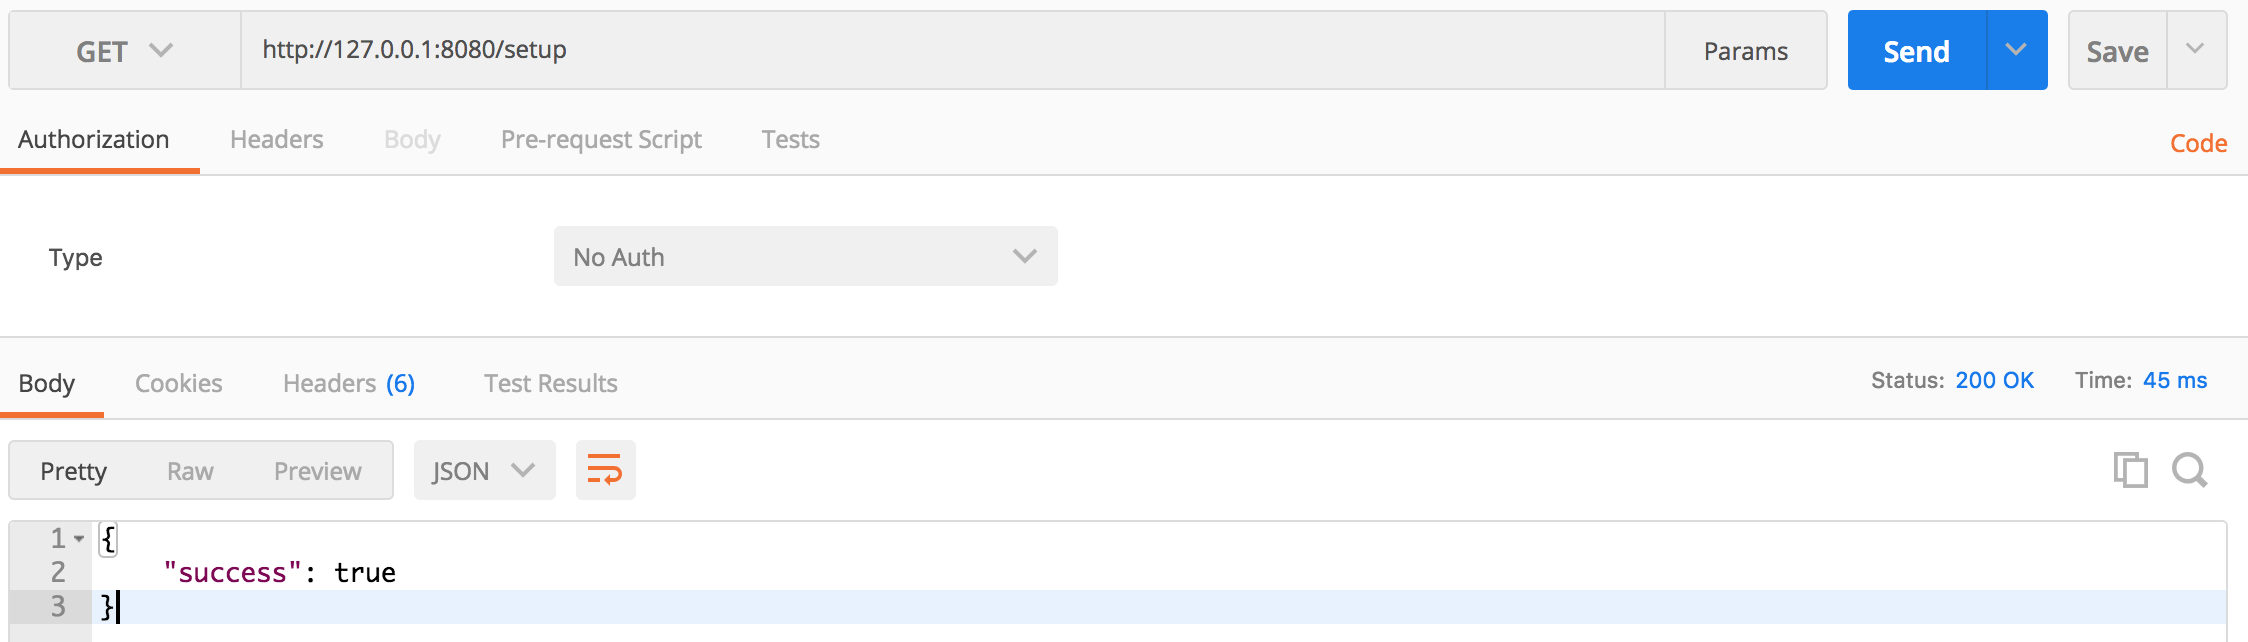 GET http://127.0.0.1:8080/setup Params Send Save
Authorization Headers Body Pre-request Script Tests Code
Type No Auth
Body Cookies Headers (6) Test Results Status: 200 OK Time: 45 ms
Pretty Raw Preview JSON
1 {
2 "success": true
3 }